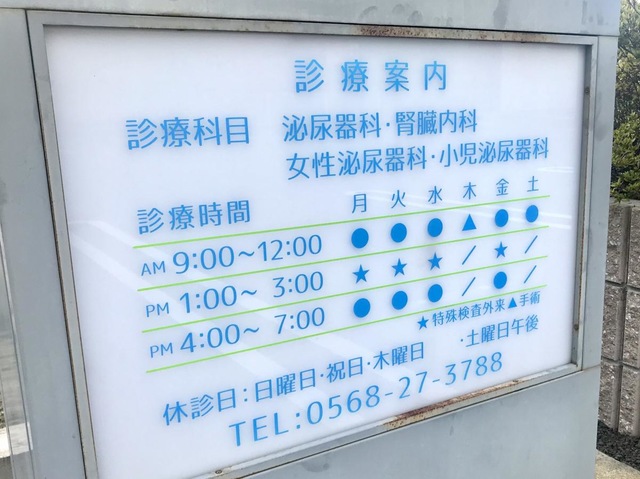 診療案内
診療科目 泌尿器科・腎臓内科
女性泌尿器科・小児泌尿器科
診療時間 月 火 水 木 金 土
AM 9:00～12:00 ● ● ● ▲ ● ●
PM 1:00～ 3:00 ★ ★ ★ ／ ★ ／
PM 4:00～ 7:00 ● ● ● ／ ● ／
★特殊検査外来▲手術
休診日：日曜日・祝日・木曜日 ・土曜日午後
TEL:0568-27-3788